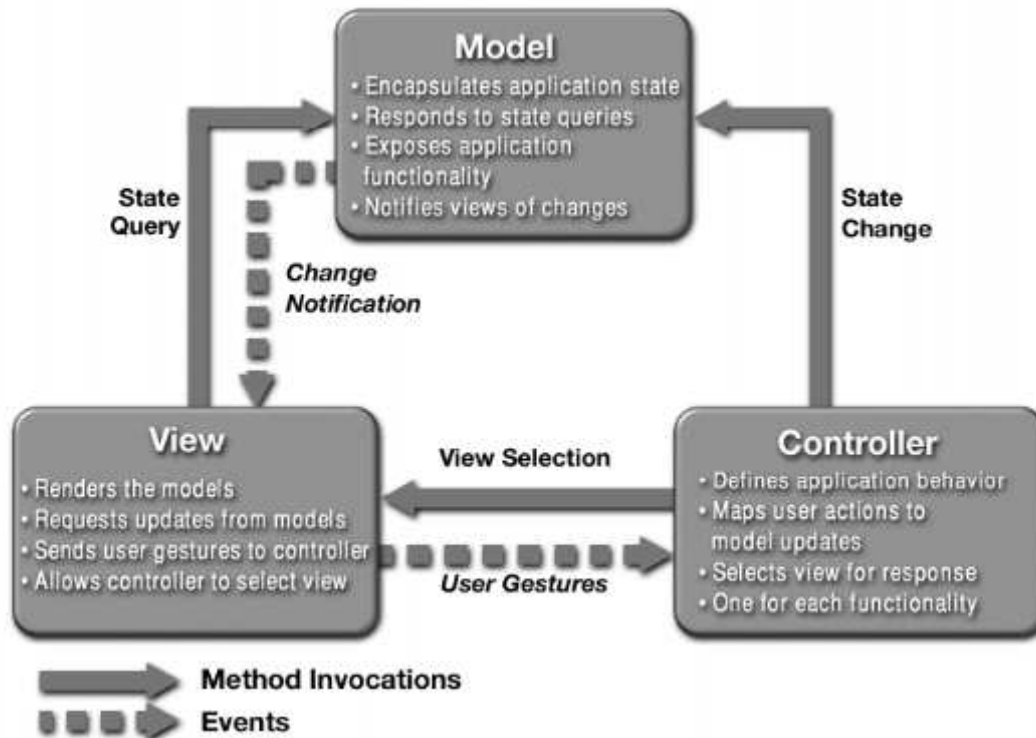 Model
• Encapsulates application state
• Responds to state queries
• Exposes application
functionality
• Notifies views of changes
State
Query
Change
Notification
State
Change
View
• Renders the models
• Requests updates from models
• Sends user gestures to controller
• Allows controller to select view
View Selection
User Gestures
Controller
• Defines application behavior
• Maps user actions to
model updates
• Selects view for response
• One for each functionality
Method Invocations
Events